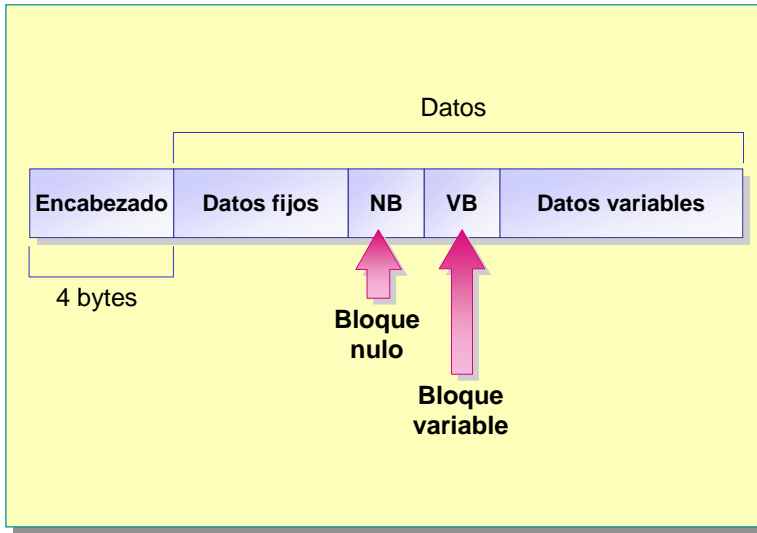 Datos
Encabezado
Datos fijos
NB
VB
Datos variables
4 bytes
Bloque
nulo
Bloque
variable